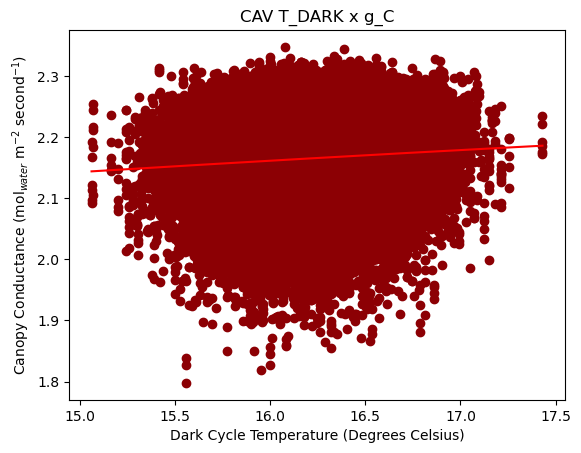 CAV T_DARK x g_C
Canopy Conductance (mol_water m⁻² second⁻¹)
2.3
2.2
2.1
2.0
1.9
1.8
15.0 15.5 16.0 16.5 17.0 17.5
Dark Cycle Temperature (Degrees Celsius)